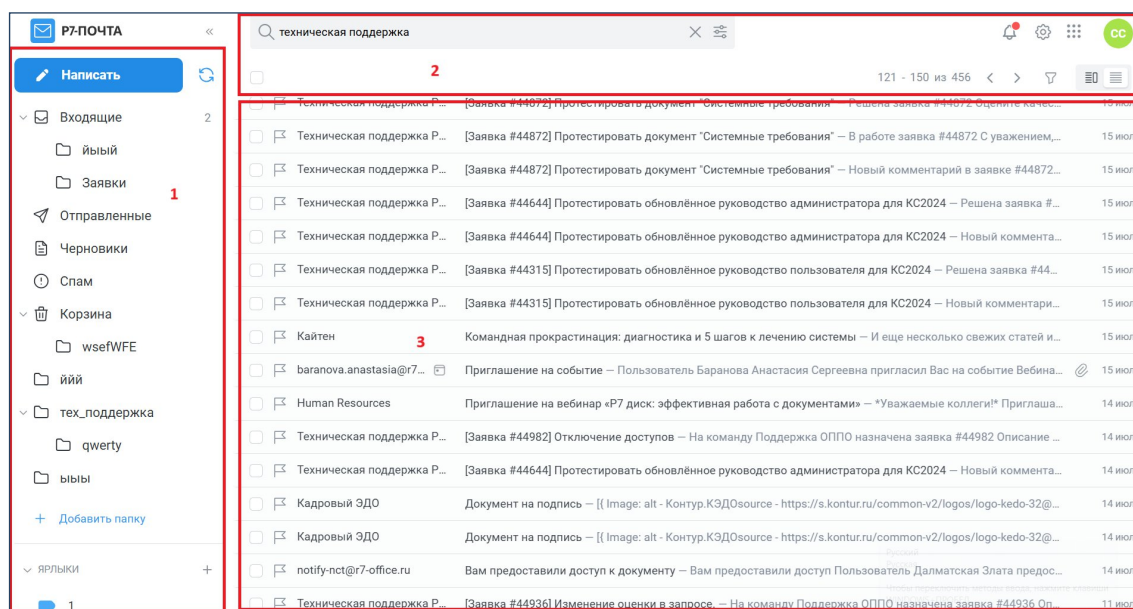 Р7-ПОЧТА
«
техническая поддержка
СС
Написать
2
121 - 150 из 456
Входящие 2
йыый
Заявки
1
Отправленные
Черновики
Спам
Корзина
wsefWFE
ййй
тех_поддержка
qwerty
ыыы
+ Добавить папку
ЯРЛЫКИ +
1
Техническая поддержка Р... [Заявка #44872] Протестировать документ "Системные требования" — Решена заявка #44872 Оцените качес... 15 июл
Техническая поддержка Р... [Заявка #44872] Протестировать документ "Системные требования" — В работе заявка #44872 С уважением,... 15 июл
Техническая поддержка Р... [Заявка #44872] Протестировать документ "Системные требования" — Новый комментарий в заявке #44872... 15 июл
Техническая поддержка Р... [Заявка #44644] Протестировать обновлённое руководство администратора для КС2024 — Решена заявка #... 15 июл
Техническая поддержка Р... [Заявка #44644] Протестировать обновлённое руководство администратора для КС2024 — Новый коммента... 15 июл
Техническая поддержка Р... [Заявка #44315] Протестировать обновлённое руководство пользователя для КС2024 — Решена заявка #44... 15 июл
Техническая поддержка Р... [Заявка #44315] Протестировать обновлённое руководство пользователя для КС2024 — Новый комментари... 15 июл
Кайтен 3 Командная прокрастинация: диагностика и 5 шагов к лечению системы — И еще несколько свежих статей и... 15 июл
baranova.anastasia@r7... Приглашение на событие — Пользователь Баранова Анастасия Сергеевна пригласил Вас на событие Вебина... 15 июл
Human Resources Приглашение на вебинар «Р7 диск: эффективная работа с документами» — *Уважаемые коллеги!* Приглаша... 14 июл
Техническая поддержка Р... [Заявка #44982] Отключение доступов — На команду Поддержка ОППО назначена заявка #44982 Описание ... 14 июл
Техническая поддержка Р... [Заявка #44644] Протестировать обновлённое руководство администратора для КС2024 — Новый коммента... 14 июл
Кадровый ЭДО Документ на подпись — [{ Image: alt - Контур.КЭДОsource - https://s.kontur.ru/common-v2/logos/logo-kedo-32@... 14 июл
Кадровый ЭДО Документ на подпись — [{ Image: alt - Контур.КЭДОsource - https://s.kontur.ru/common-v2/logos/logo-kedo-32@... 14 июл
notify-nct@r7-office.ru Вам предоставили доступ к документу — Вам предоставили доступ Пользователь Далматская Злата предос... 14 июл
Техническая поддержка Р... [Заявка #44936] Изменение оценки в запросе. — На команду Поддержка ОППО назначена заявка #44936 Оп... 11 июл